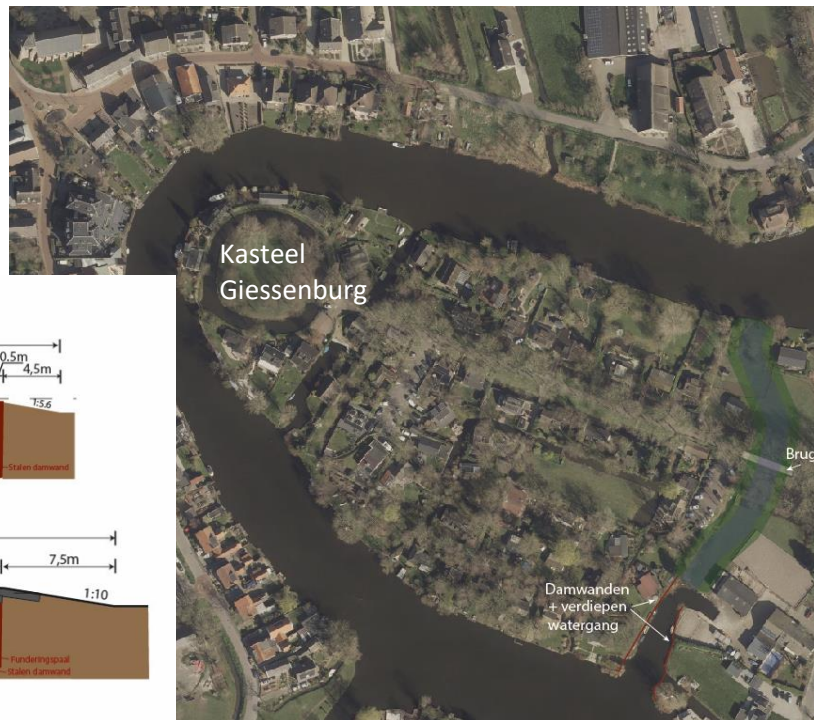 Kasteel
Giessenburg
0.5m
4,5m
1:5.6
Stalen damwand
7,5m
1:10
Funderingspaal
Stalen damwand
Brug
Damwanden
+ verdiepen
watergang